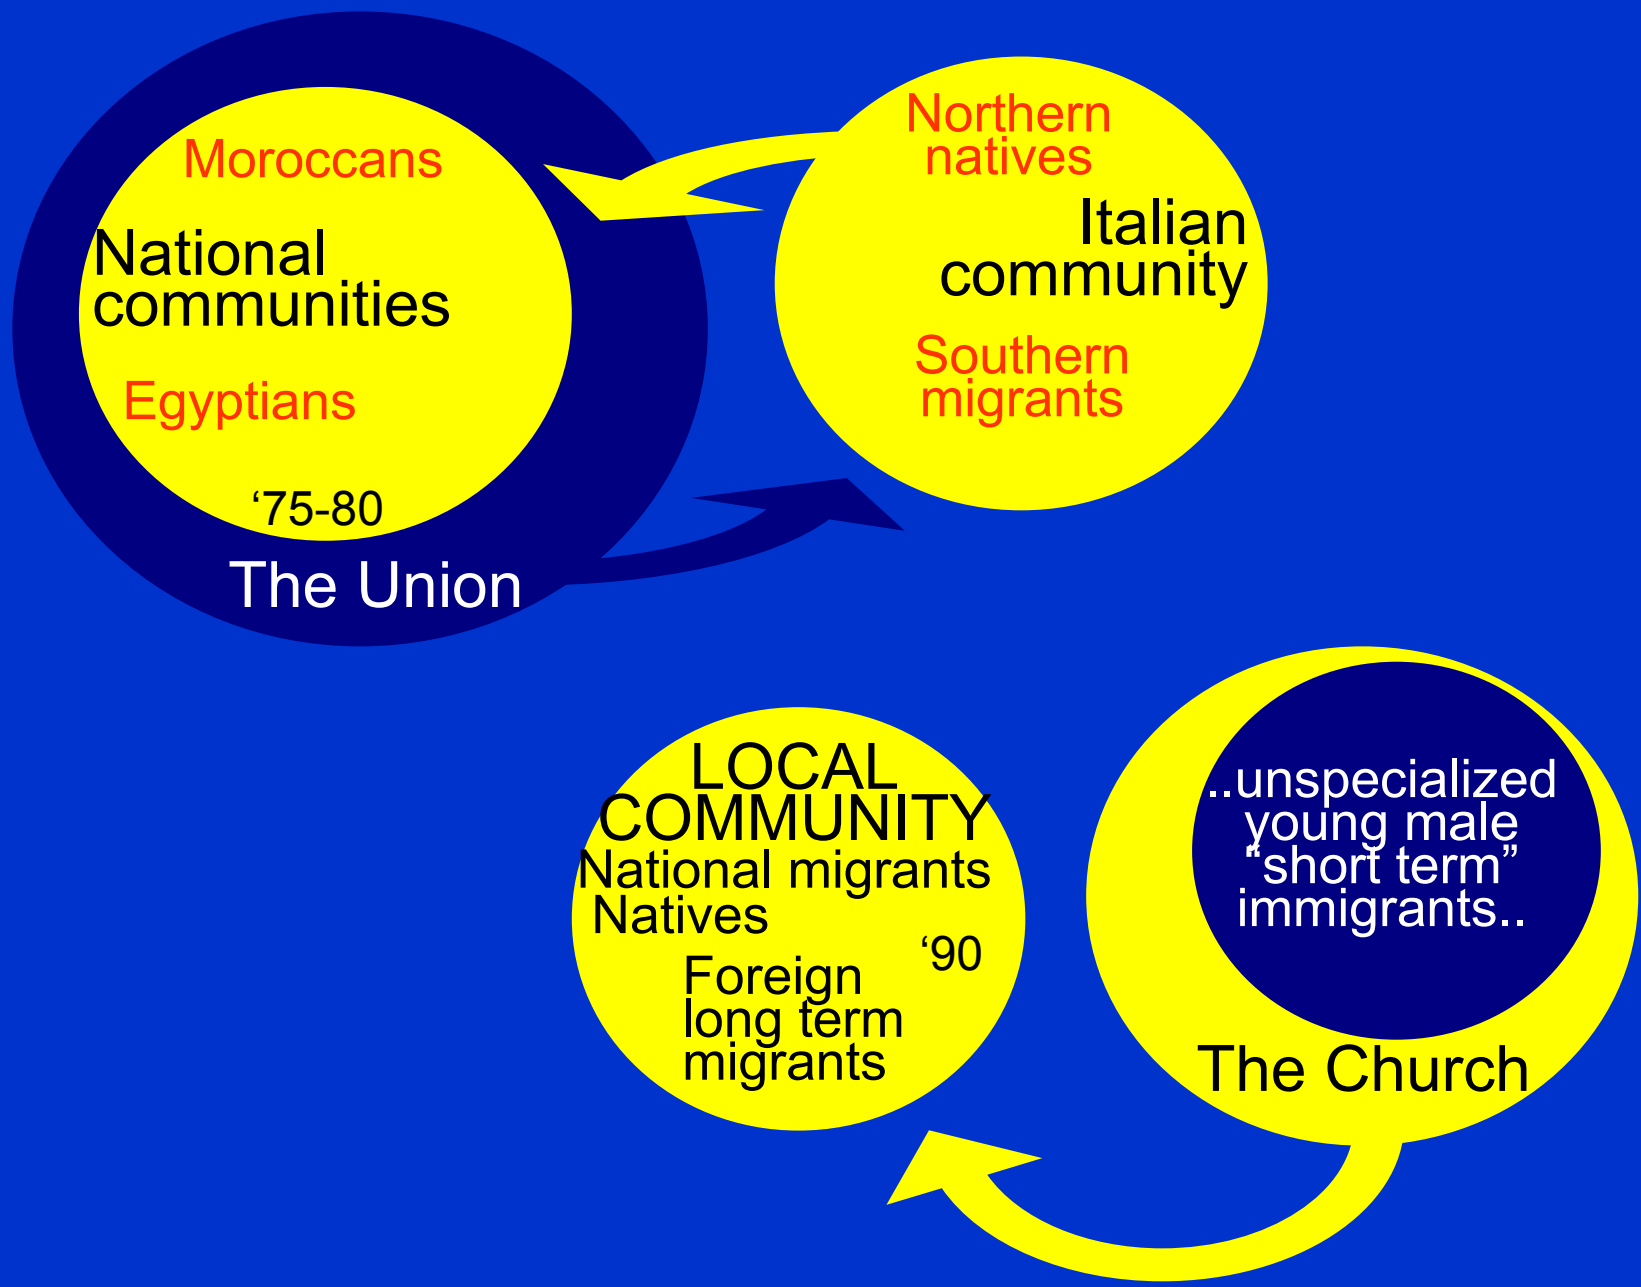 Moroccans
National
communities
Egyptians
‘75-80
The Union
Northern
natives
Italian
community
Southern
migrants
LOCAL
COMMUNITY
National migrants
Natives
‘90
Foreign
long term
migrants
..unspecialized
young male
“short term”
immigrants..
The Church